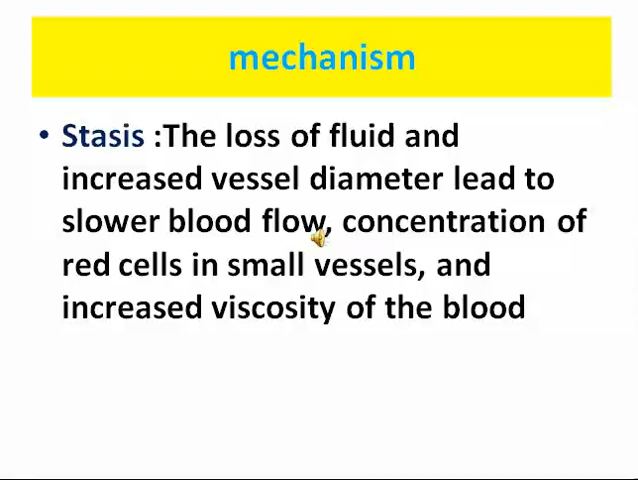 mechanism
• Stasis :The loss of fluid and
increased vessel diameter lead to
slower blood flow, concentration of
red cells in small vessels, and
increased viscosity of the blood